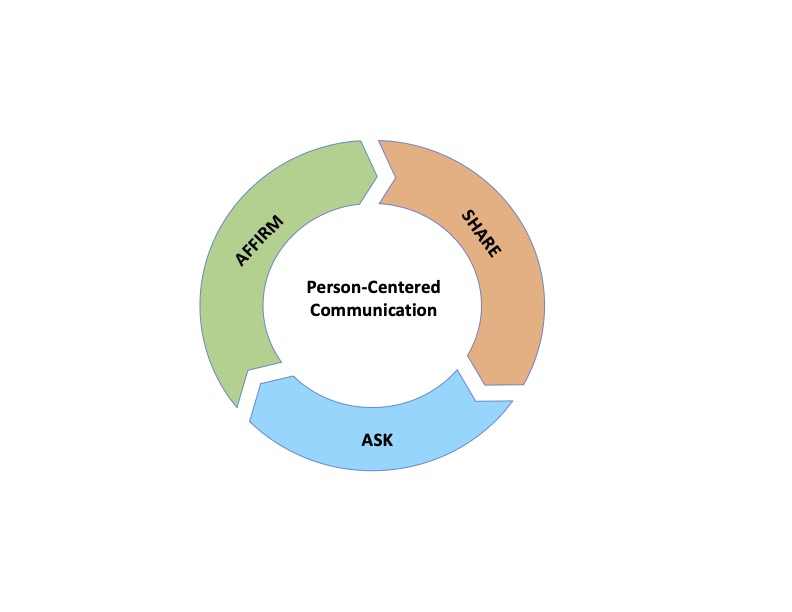 AFFIRM
SHARE
Person-Centered
Communication
ASK